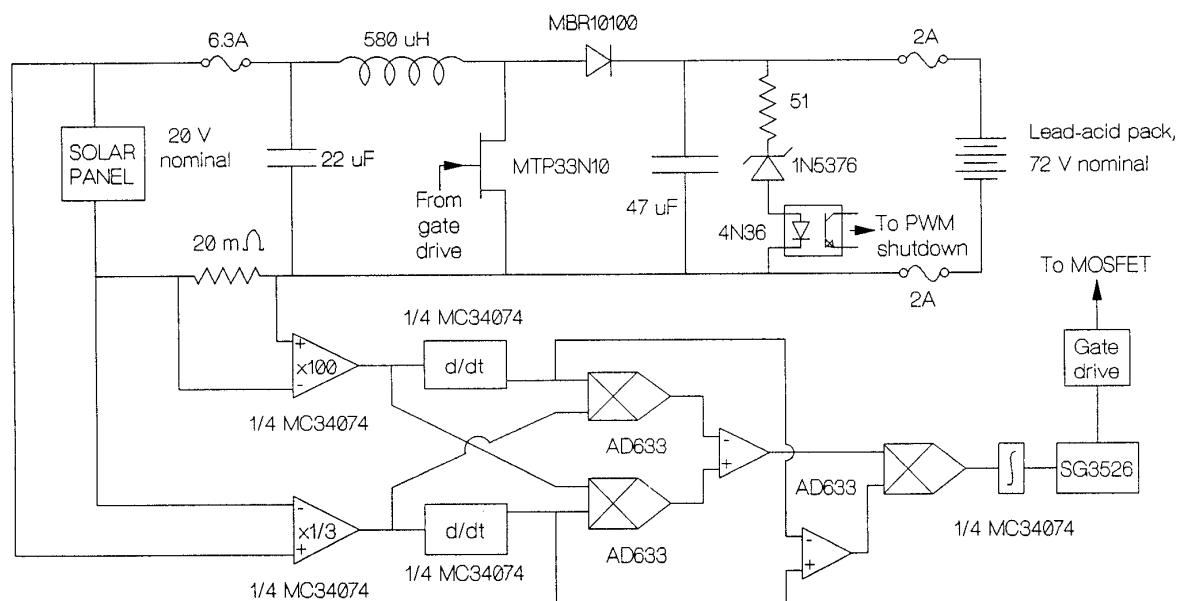 MBR10100
6.3A
580 uH
2A
SOLAR
PANEL
20 V
nominal
22 uF
MTP33N10
From
gate
drive
47 uF
51
1N5376
4N36
To PWM
shutdown
Lead-acid pack,
72 V nominal
20 mΩ
2A
To MOSFET
1/4 MC34074
+
x100
-
d/dt
Gate
drive
1/4 MC34074
AD633
-
+
AD633
∫
SG3526
-
x1/3
+
d/dt
AD633
1/4 MC34074
-
+
1/4 MC34074
1/4 MC34074